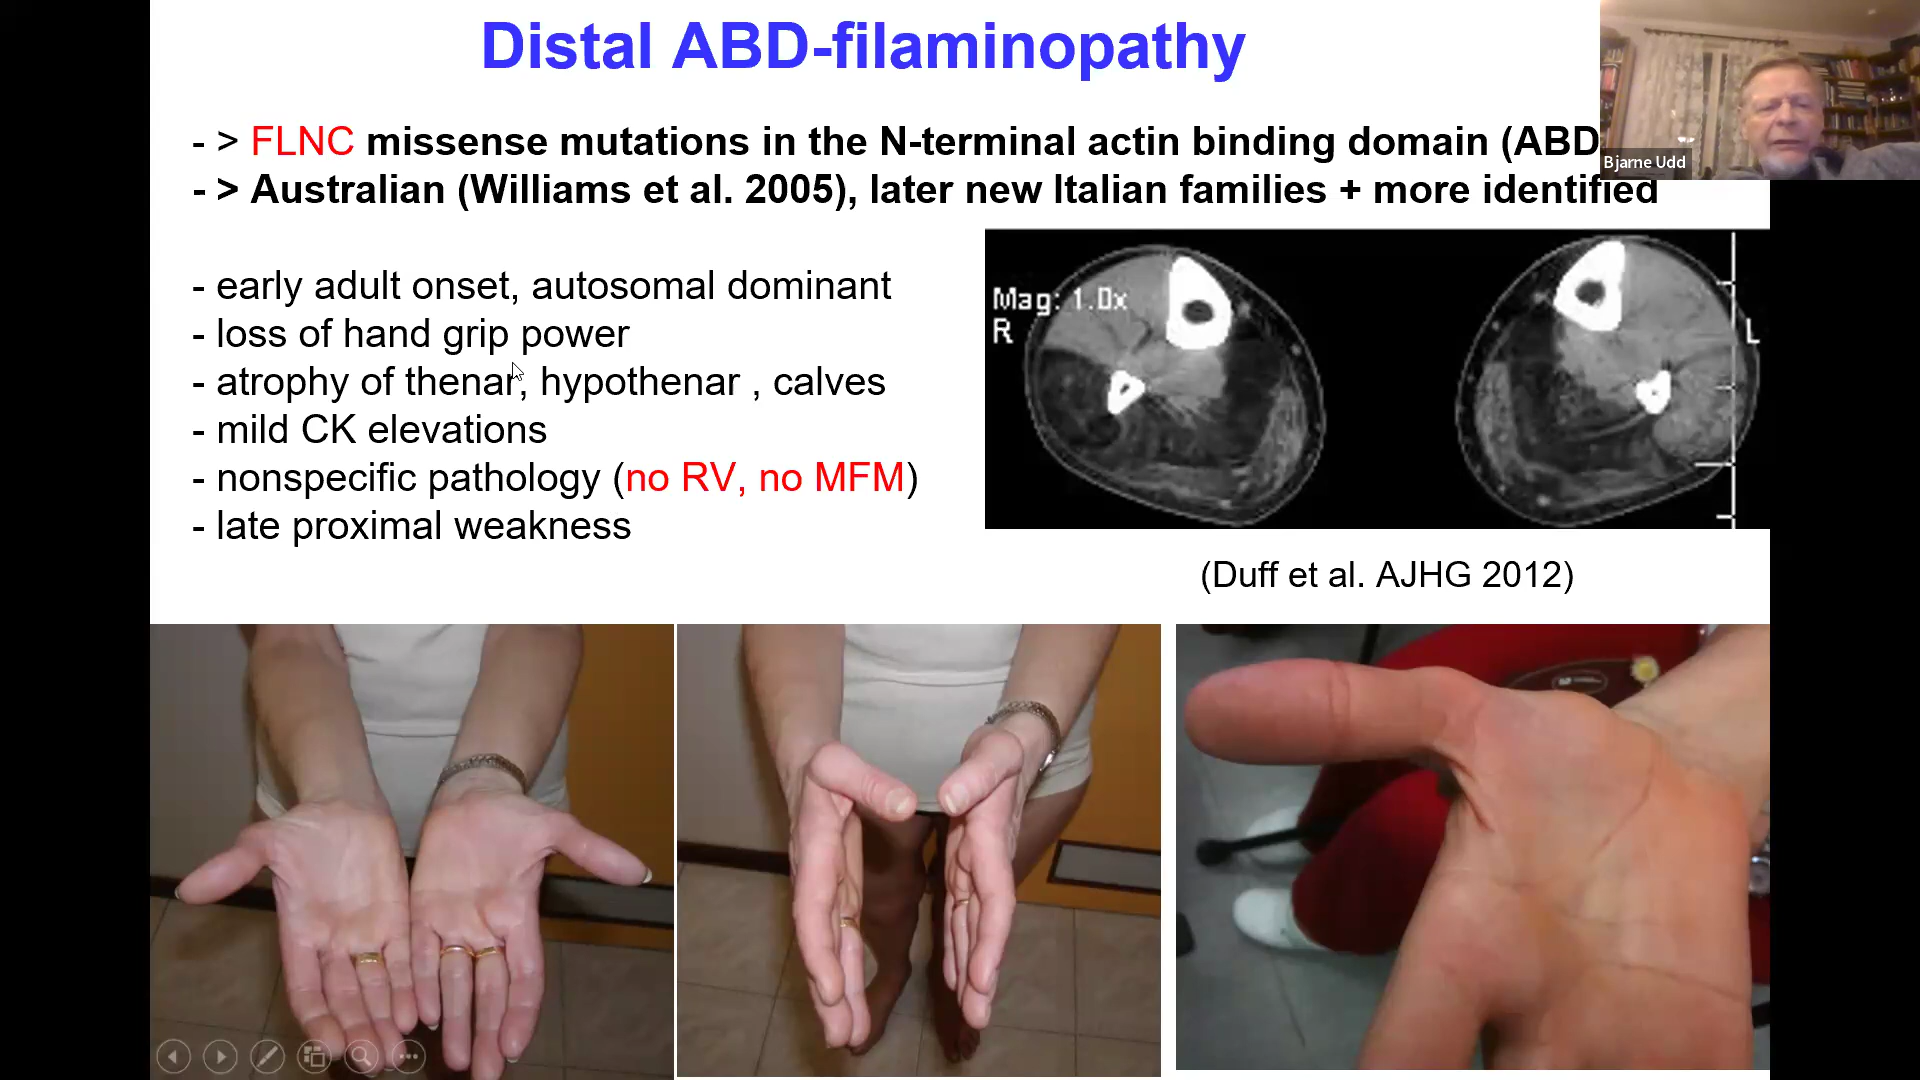 Distal ABD-filaminopathy
- > FLNC missense mutations in the N-terminal actin binding domain (ABD
- > Australian (Williams et al. 2005), later new Italian families + more identified
Bjarne Udd
- early adult onset, autosomal dominant
- loss of hand grip power
- atrophy of thenar, hypothenar , calves
- mild CK elevations
- nonspecific pathology (no RV, no MFM)
- late proximal weakness
Mag: 1.0x
R
L
(Duff et al. AJHG 2012)